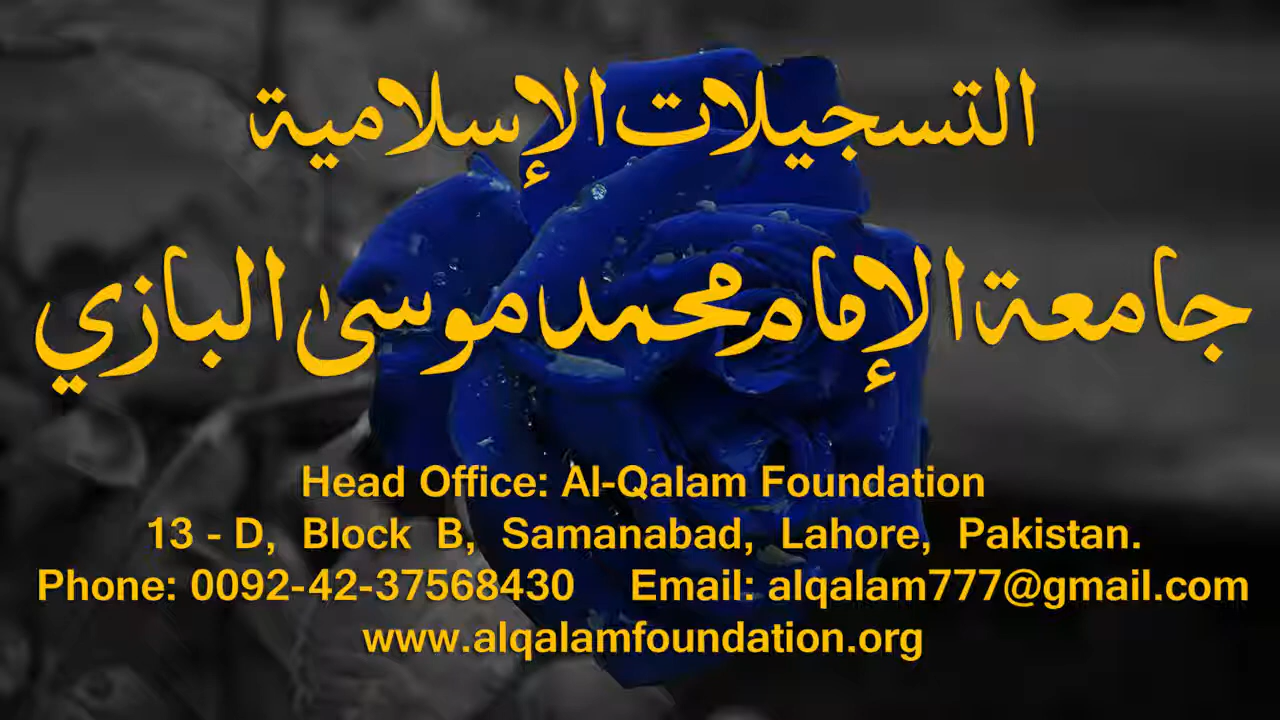 التسجيلات الإسلامية
جامعة الإمام محمد موسىٰ البازي
Head Office: Al-Qalam Foundation
13 - D, Block B, Samanabad, Lahore, Pakistan.
Phone: 0092-42-37568430 Email: alqalam777@gmail.com
www.alqalamfoundation.org